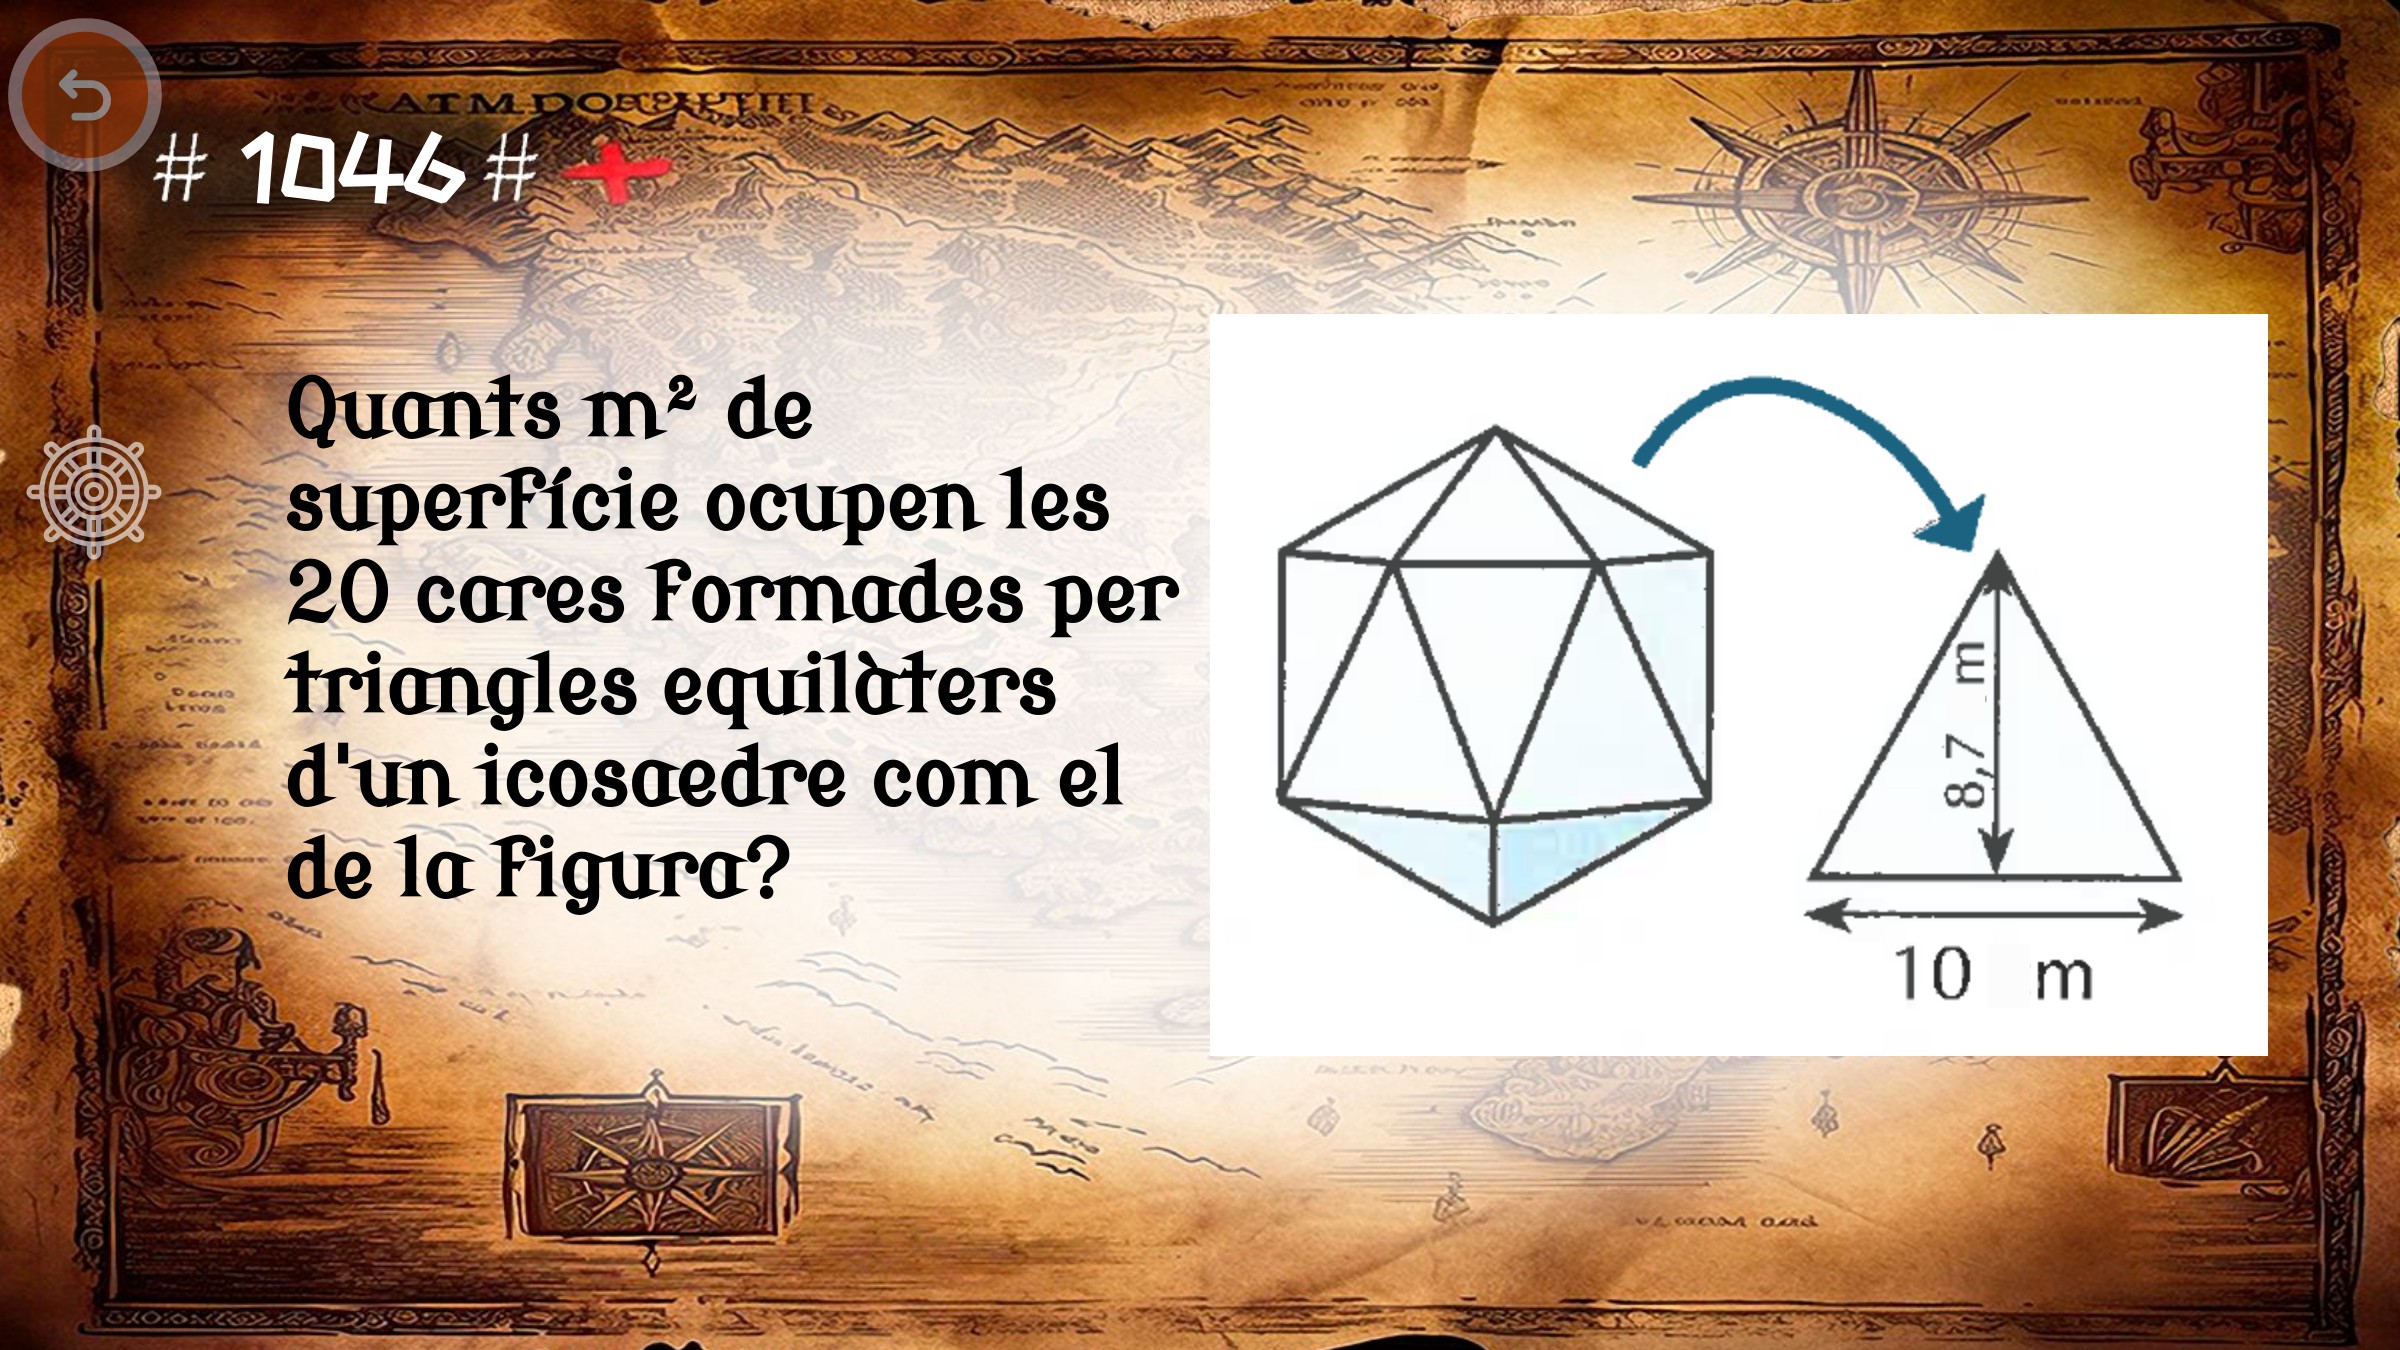 # 1046 #
Quants m² de
superfície ocupen les
20 cares formades per
triangles equilàters
d'un icosaedre com el
de la figura?
8,7 m
10 m